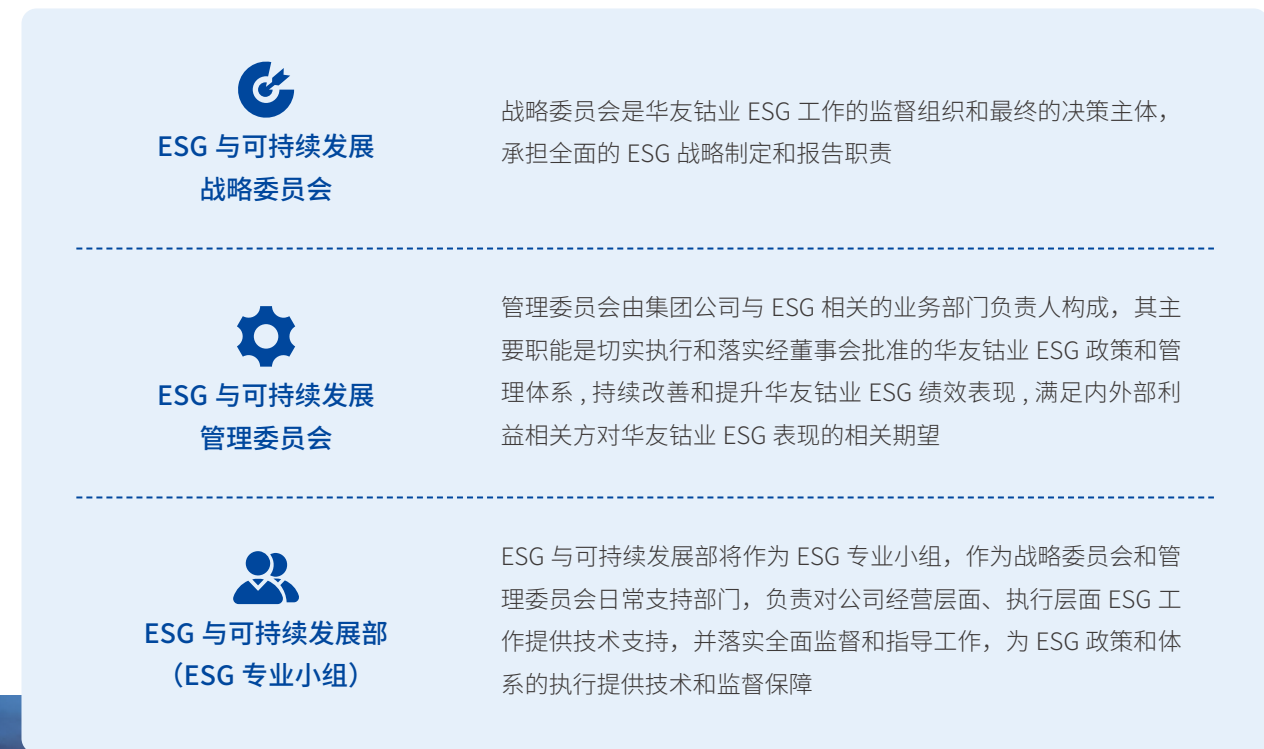 ESG 与可持续发展
战略委员会
战略委员会是华友钴业 ESG 工作的监督组织和最终的决策主体，
承担全面的 ESG 战略制定和报告职责
ESG 与可持续发展
管理委员会
管理委员会由集团公司与 ESG 相关的业务部门负责人构成，其主
要职能是切实执行和落实经董事会批准的华友钴业 ESG 政策和管
理体系 , 持续改善和提升华友钴业 ESG 绩效表现 , 满足内外部利
益相关方对华友钴业 ESG 表现的相关期望
ESG 与可持续发展部
（ESG 专业小组）
ESG 与可持续发展部将作为 ESG 专业小组，作为战略委员会和管
理委员会日常支持部门，负责对公司经营层面、执行层面 ESG 工
作提供技术支持，并落实全面监督和指导工作，为 ESG 政策和体
系的执行提供技术和监督保障